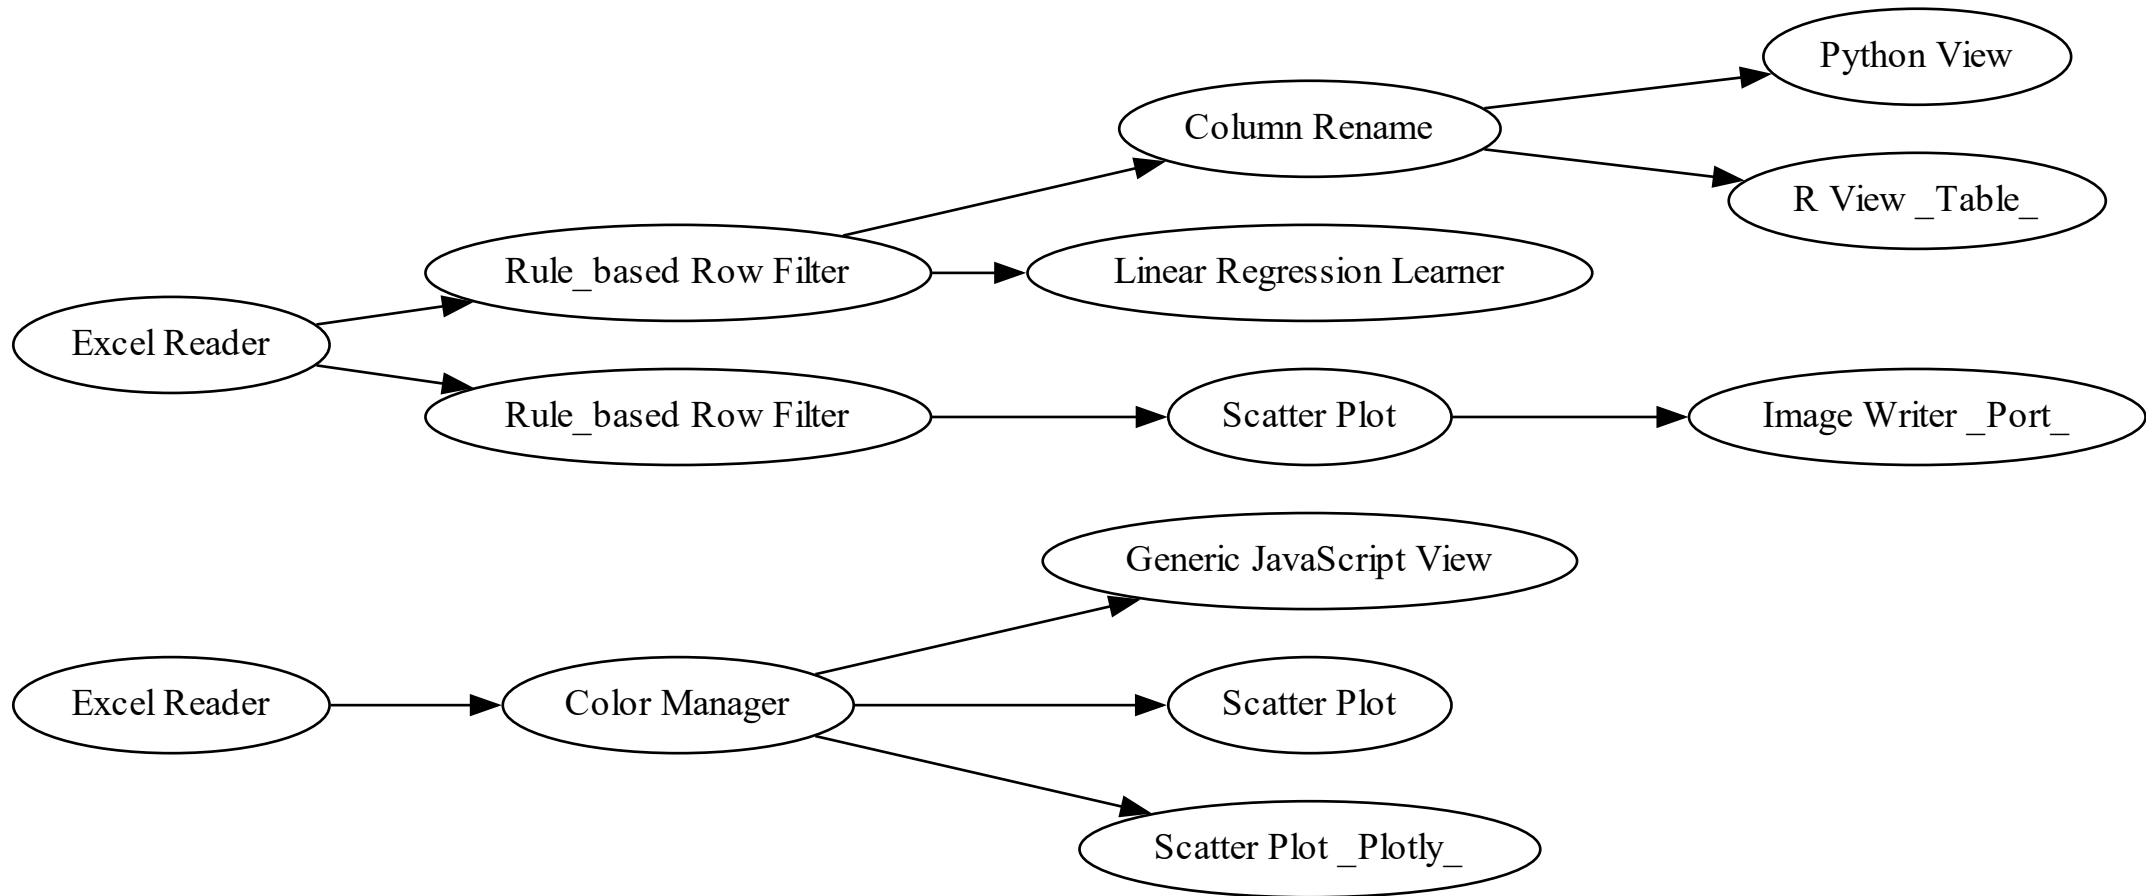 Python View
Column Rename
R View _Table_
Rule_based Row Filter
Linear Regression Learner
Excel Reader
Rule_based Row Filter
Scatter Plot
Image Writer _Port_
Generic JavaScript View
Excel Reader
Color Manager
Scatter Plot
Scatter Plot _Plotly_